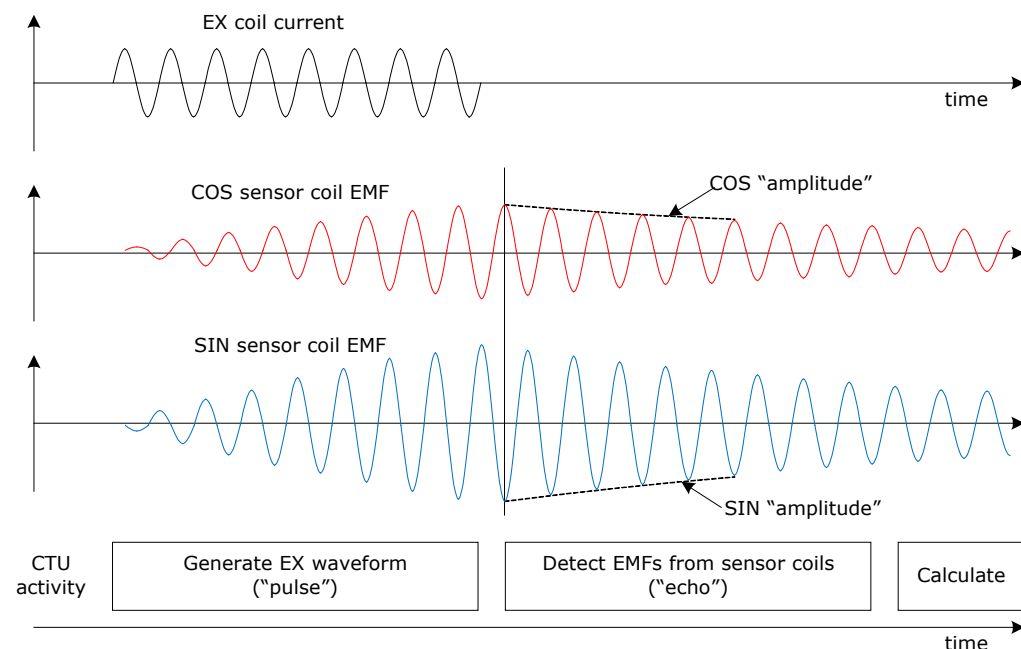 EX coil current
time
COS sensor coil EMF
COS “amplitude”
SIN sensor coil EMF
SIN “amplitude”
CTU
activity
Generate EX waveform
(“pulse”)
Detect EMFs from sensor coils
(“echo”)
Calculate
time